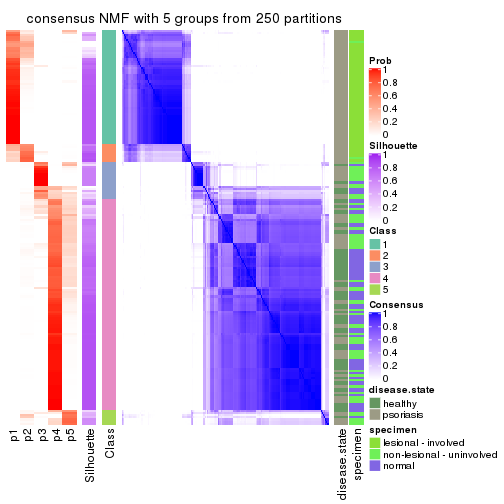 consensus NMF with 5 groups from 250 partitions
Prob
1
0.8
0.6
0.4
0.2
0
Silhouette
1
0.8
0.6
0.4
0.2
0
Class
1
2
3
4
5
Consensus
1
0.8
0.6
0.4
0.2
0
disease.state
healthy
psoriasis
specimen
lesional - involved
non-lesional - uninvolved
normal
p1
p2
p3
p4
p5
Silhouette
Class
disease.state
specimen